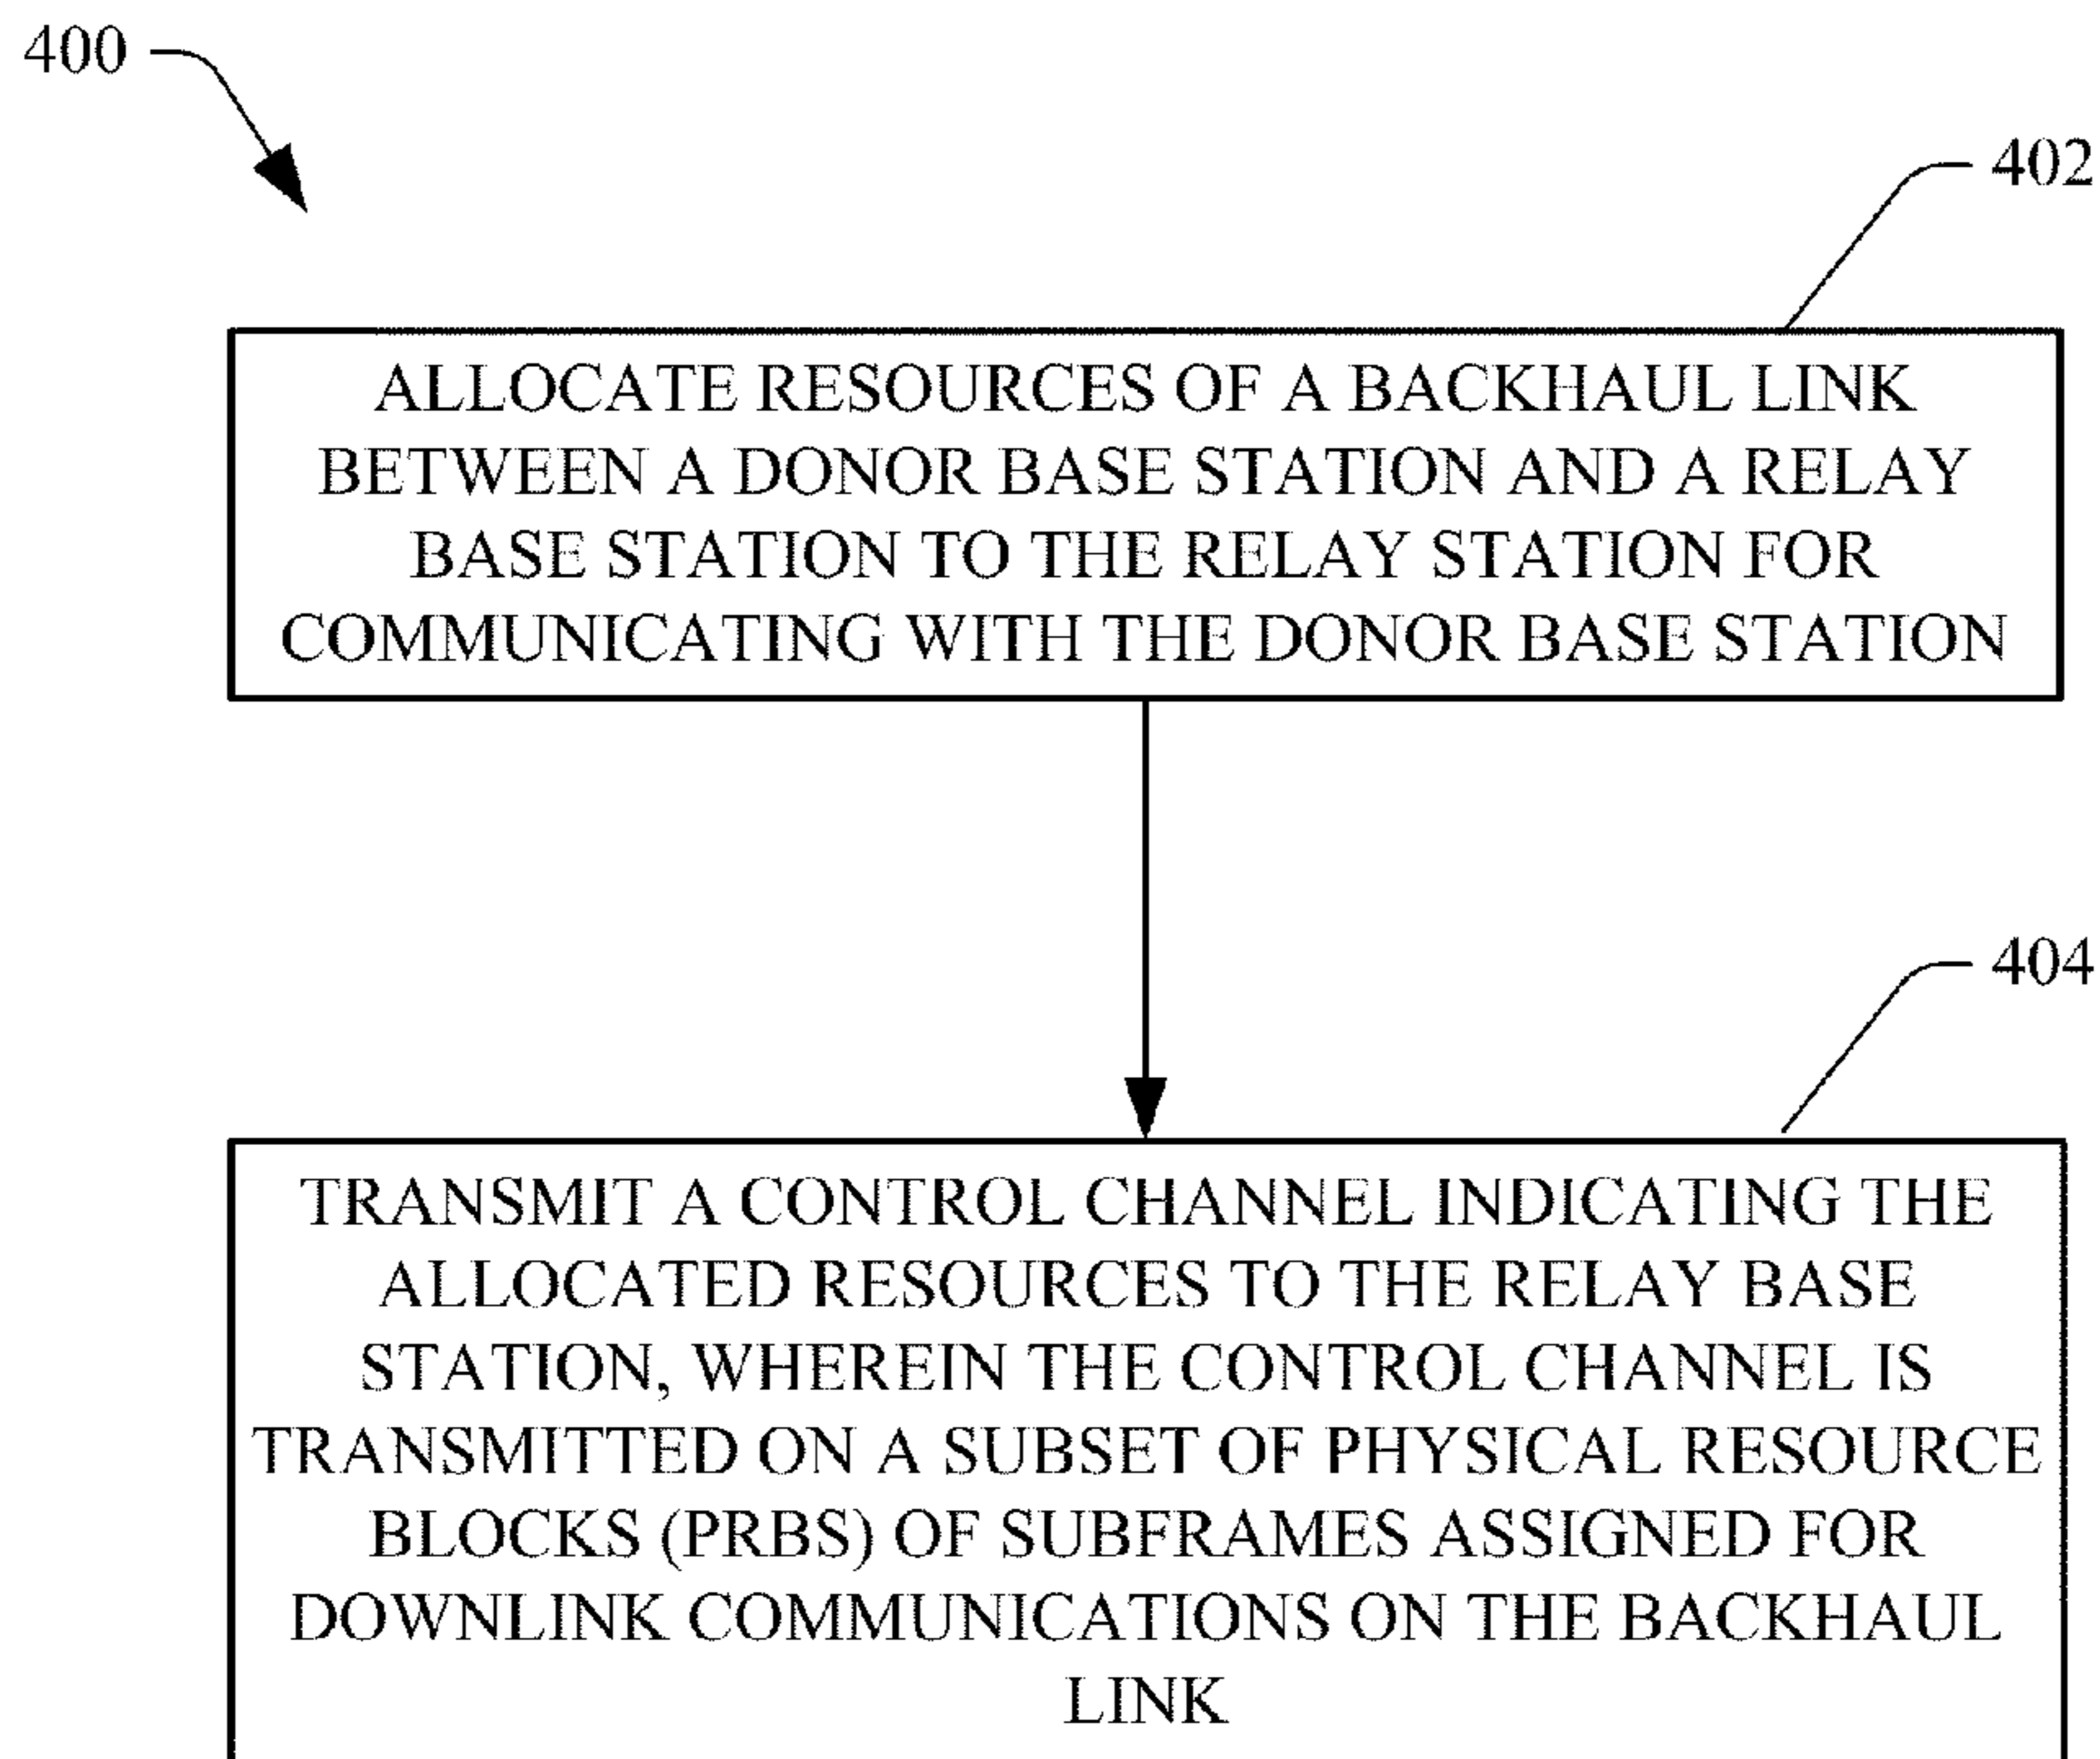 400
402
ALLOCATE RESOURCES OF A BACKHAUL LINK
BETWEEN A DONOR BASE STATION AND A RELAY
BASE STATION TO THE RELAY STATION FOR
COMMUNICATING WITH THE DONOR BASE STATION
404
TRANSMIT A CONTROL CHANNEL INDICATING THE
ALLOCATED RESOURCES TO THE RELAY BASE
STATION, WHEREIN THE CONTROL CHANNEL IS
TRANSMITTED ON A SUBSET OF PHYSICAL RESOURCE
BLOCKS (PRBS) OF SUBFRAMES ASSIGNED FOR
DOWNLINK COMMUNICATIONS ON THE BACKHAUL
LINK